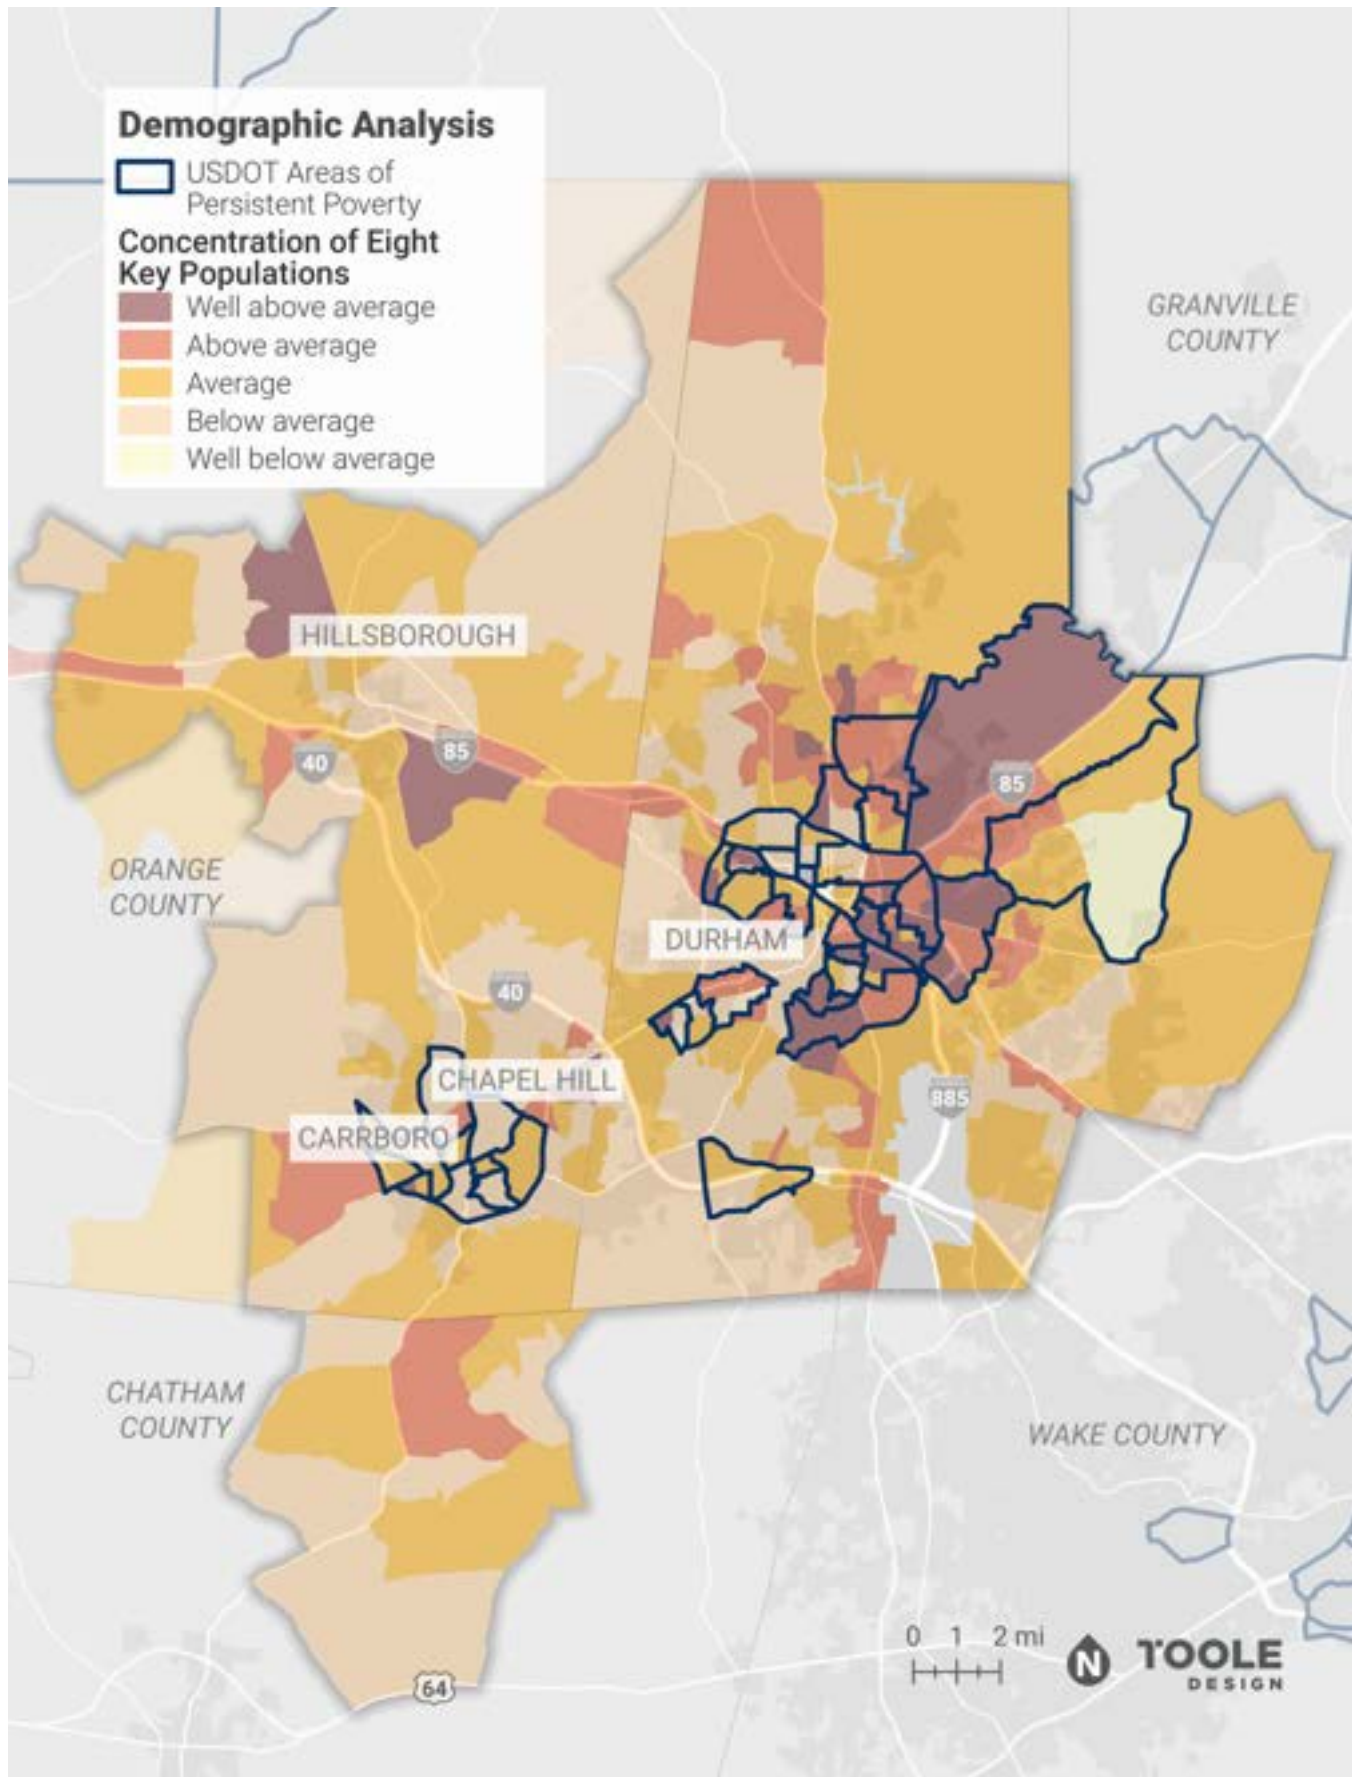 Demographic Analysis
USDOT Areas of
Persistent Poverty
Concentration of Eight
Key Populations
Well above average
Above average
Average
Below average
Well below average
GRANVILLE
COUNTY
HILLSBOROUGH
40
85
85
ORANGE
COUNTY
DURHAM
40
CHAPEL HILL
885
CARRBORO
CHATHAM
COUNTY
WAKE COUNTY
0 1 2 mi
N
TOOLE
DESIGN
64